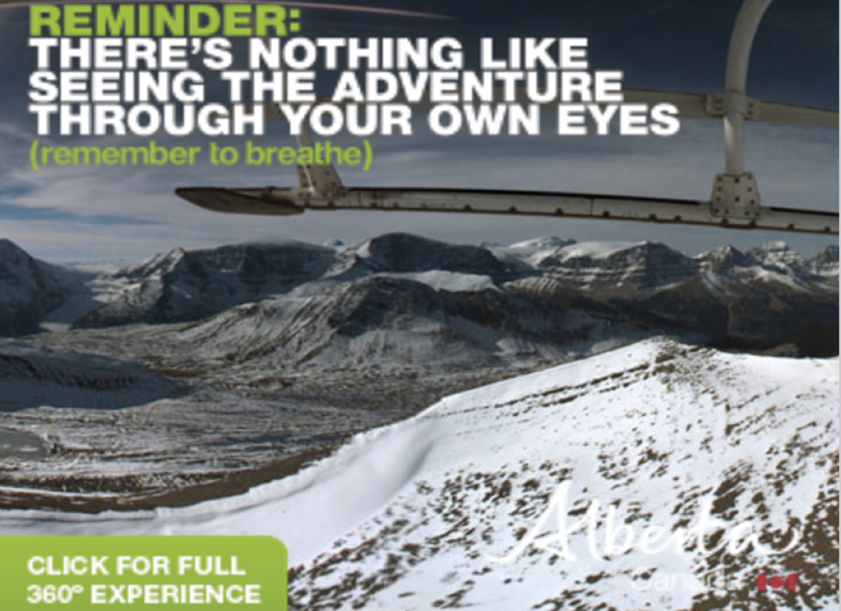 REMINDER:
THERE'S NOTHING LIKE
SEEING THE ADVENTURE
THROUGH YOUR OWN EYES
(remember to breathe)
Alberta
Canada
CLICK FOR FULL
360º EXPERIENCE